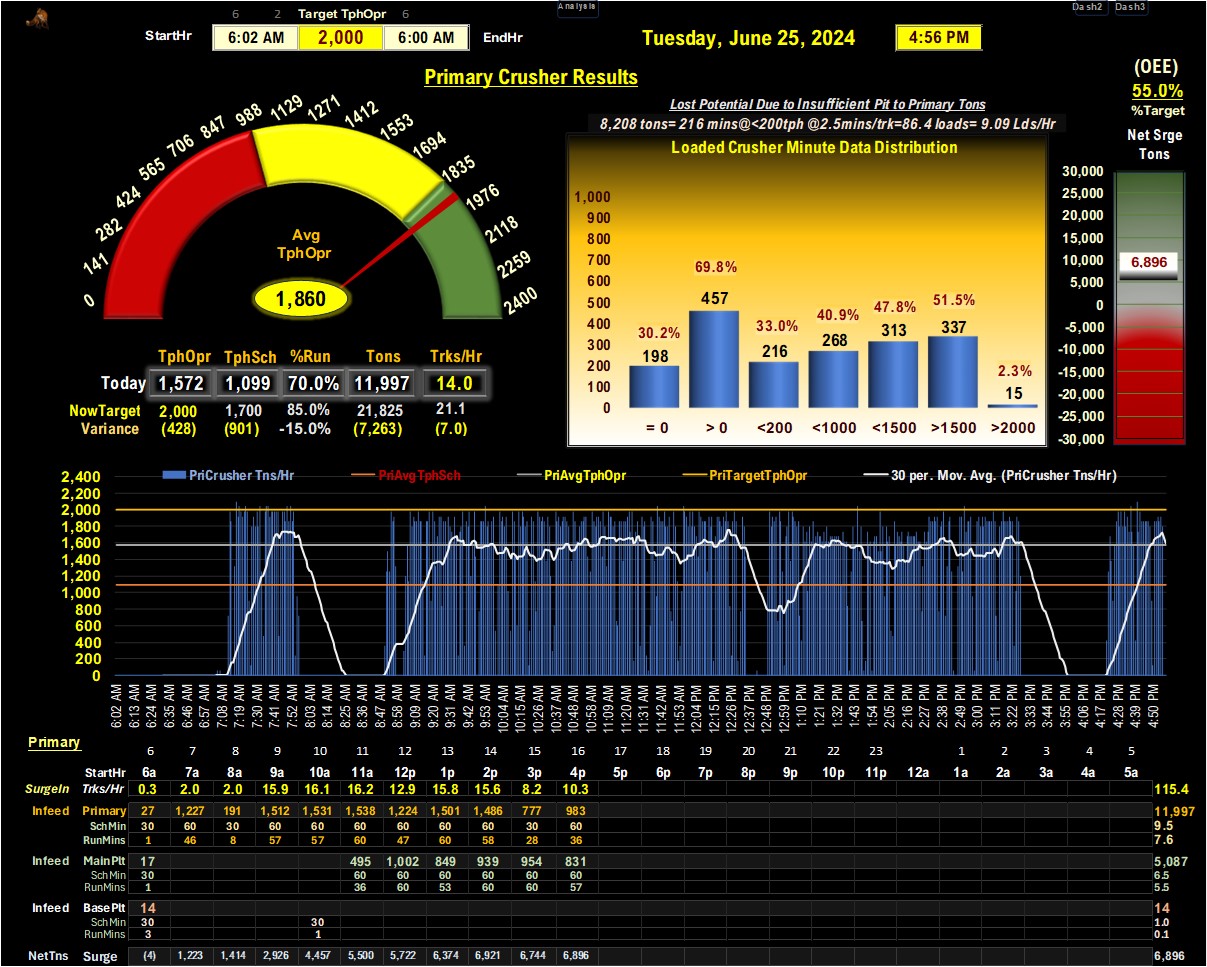 Analysis
Dash2 Dash3
6 2 Target TphOpr 6
StartHr 6:02 AM 2,000 6:00 AM EndHr
Tuesday, June 25, 2024
4:56 PM
Primary Crusher Results
(OEE)
55.0%
%Target
Net Srge
Tons
Lost Potential Due to Insufficient Pit to Primary Tons
8,208 tons= 216 mins@<200tph @2.5mins/trk=86.4 loads= 9.09 Lds/Hr
0 141 282 424 565 706 847 988 1129 1271 1412 1553 1694 1835 1976 2118 2259 2400
Avg
TphOpr
1,860
Loaded Crusher Minute Data Distribution
1,000
900
800
700
600
500
400
300
200
100
0
30.2% 69.8% 33.0% 40.9% 47.8% 51.5% 2.3%
198 457 216 268 313 337 15
= 0 > 0 <200 <1000 <1500 >1500 >2000
30,000
25,000
20,000
15,000
10,000
5,000
0
-5,000
-10,000
-15,000
-20,000
-25,000
-30,000
6,896
TphOpr TphSch %Run Tons Trks/Hr
Today 1,572 1,099 70.0% 11,997 14.0
NowTarget 2,000 1,700 85.0% 21,825 21.1
Variance (428) (901) -15.0% (7,263) (7.0)
PriCrusher Tns/Hr PriAvgTphSch PriAvgTphOpr PriTargetTphOpr 30 per. Mov. Avg. (PriCrusher Tns/Hr)
2,400
2,200
2,000
1,800
1,600
1,400
1,200
1,000
800
600
400
200
0
6:02 AM 6:13 AM 6:24 AM 6:35 AM 6:46 AM 6:57 AM 7:08 AM 7:19 AM 7:30 AM 7:41 AM 7:52 AM 8:03 AM 8:14 AM 8:25 AM 8:36 AM 8:47 AM 8:58 AM 9:09 AM 9:20 AM 9:31 AM 9:42 AM 9:53 AM 10:04 AM 10:15 AM 10:26 AM 10:37 AM 10:48 AM 10:58 AM 11:09 AM 11:20 AM 11:31 AM 11:42 AM 11:53 AM 12:04 PM 12:15 PM 12:26 PM 12:37 PM 12:48 PM 12:59 PM 1:10 PM 1:21 PM 1:32 PM 1:43 PM 1:54 PM 2:05 PM 2:16 PM 2:27 PM 2:38 PM 2:49 PM 3:00 PM 3:11 PM 3:22 PM 3:33 PM 3:44 PM 3:55 PM 4:06 PM 4:17 PM 4:28 PM 4:39 PM 4:50 PM
Primary
6 7 8 9 10 11 12 13 14 15 16 17 18 19 20 21 22 23 1 2 3 4 5
StartHr 6a 7a 8a 9a 10a 11a 12p 1p 2p 3p 4p 5p 6p 7p 8p 9p 10p 11p 12a 1a 2a 3a 4a 5a
SurgeIn Trks/Hr 0.3 2.0 2.0 15.9 16.1 16.2 12.9 15.8 15.6 8.2 10.3 115.4
Infeed Primary 27 1,227 191 1,512 1,531 1,538 1,224 1,501 1,486 777 983 11,997
SchMin 30 60 30 60 60 60 60 60 60 30 60 9.5
RunMins 1 46 8 57 57 60 47 60 58 28 36 7.6
Infeed MainPlt 17 495 1,002 849 939 954 831 5,087
SchMin 30 60 60 60 60 60 60 6.5
RunMins 1 36 60 53 60 60 57 5.5
Infeed BasePlt 14 14
SchMin 30 30 1.0
RunMins 3 1 0.1
NetTns Surge (4) 1,223 1,414 2,926 4,457 5,500 5,722 6,374 6,921 6,744 6,896 6,896